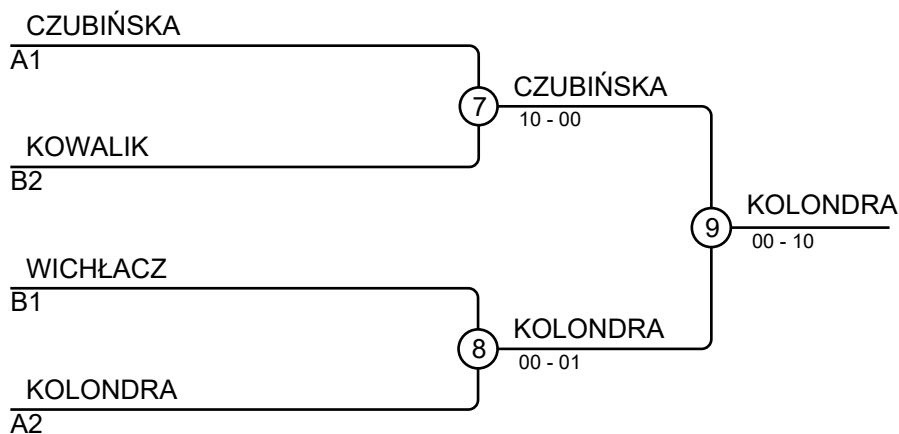 CZUBIŃSKA
A1
7
CZUBIŃSKA
10 - 00
KOWALIK
B2
9
KOLONDRA
00 - 10
WICHŁACZ
B1
8
KOLONDRA
00 - 01
KOLONDRA
A2